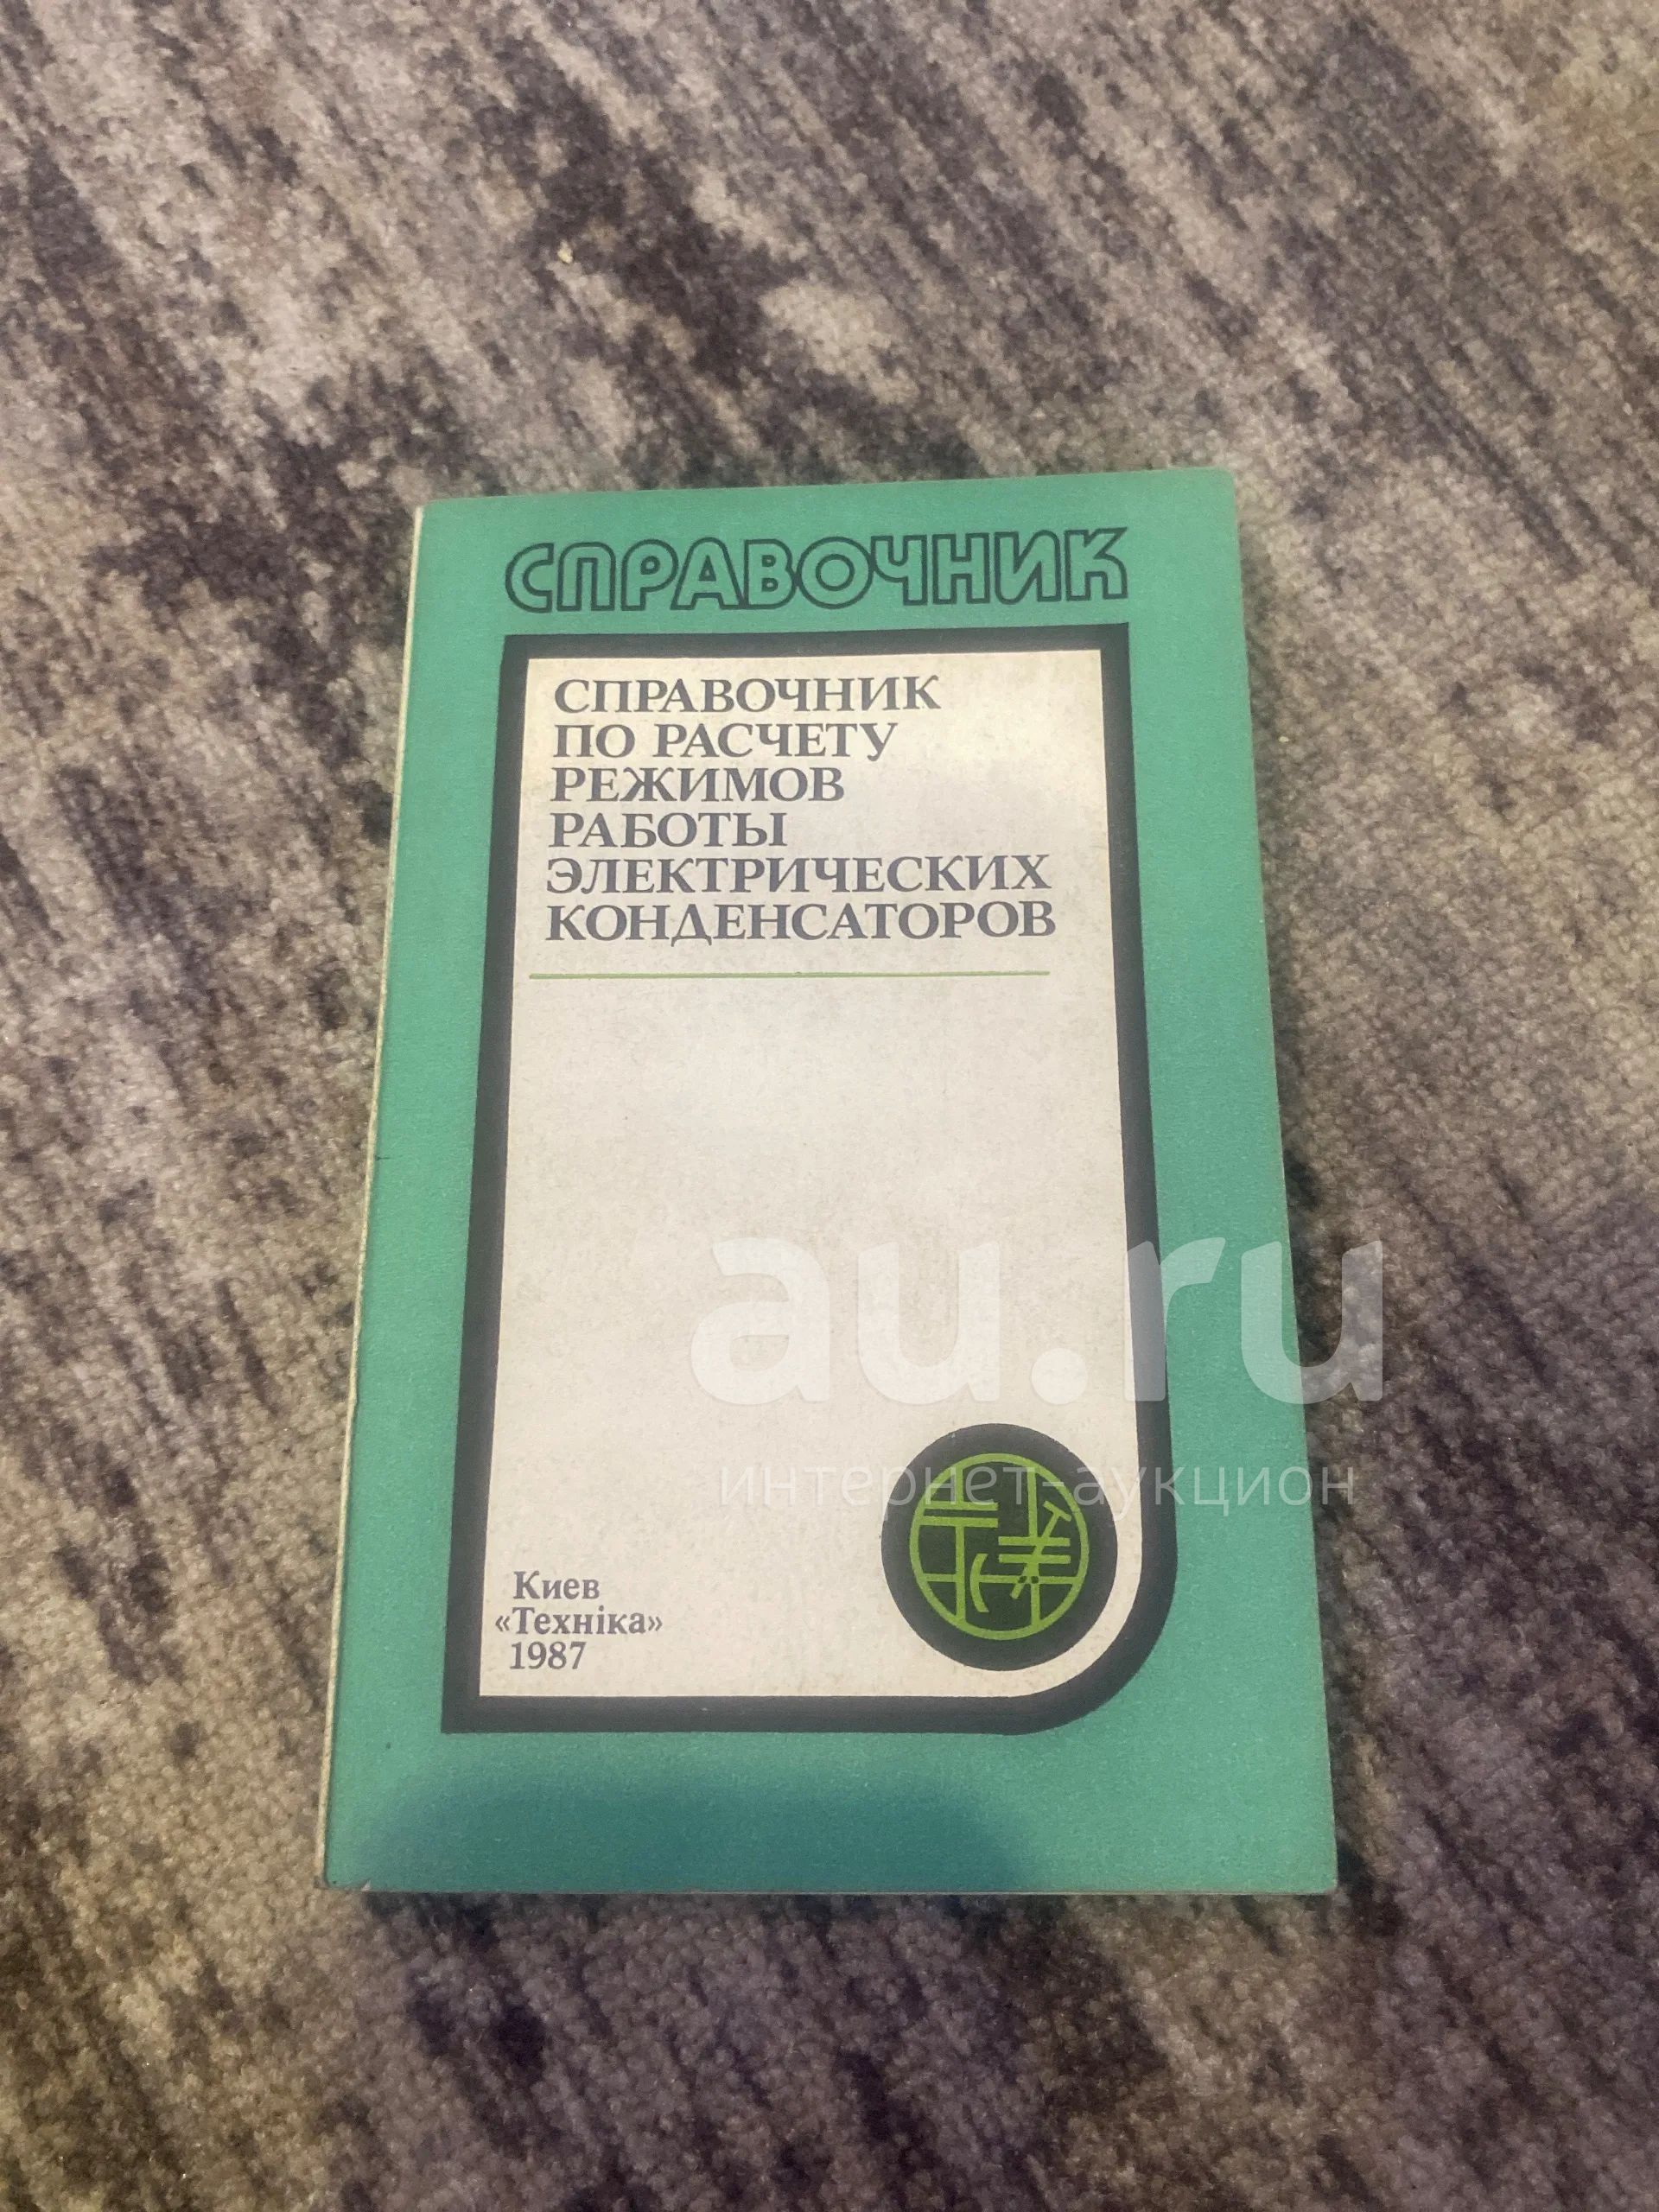 СПРАВОЧНИК
СПРАВОЧНИК
ПО РАСЧЕТУ
РЕЖИМОВ
РАБОТЫ
ЭЛЕКТРИЧЕСКИХ
КОНДЕНСАТОРОВ
au.ru
интернет-аукцион
Киев
«Техніка»
1987